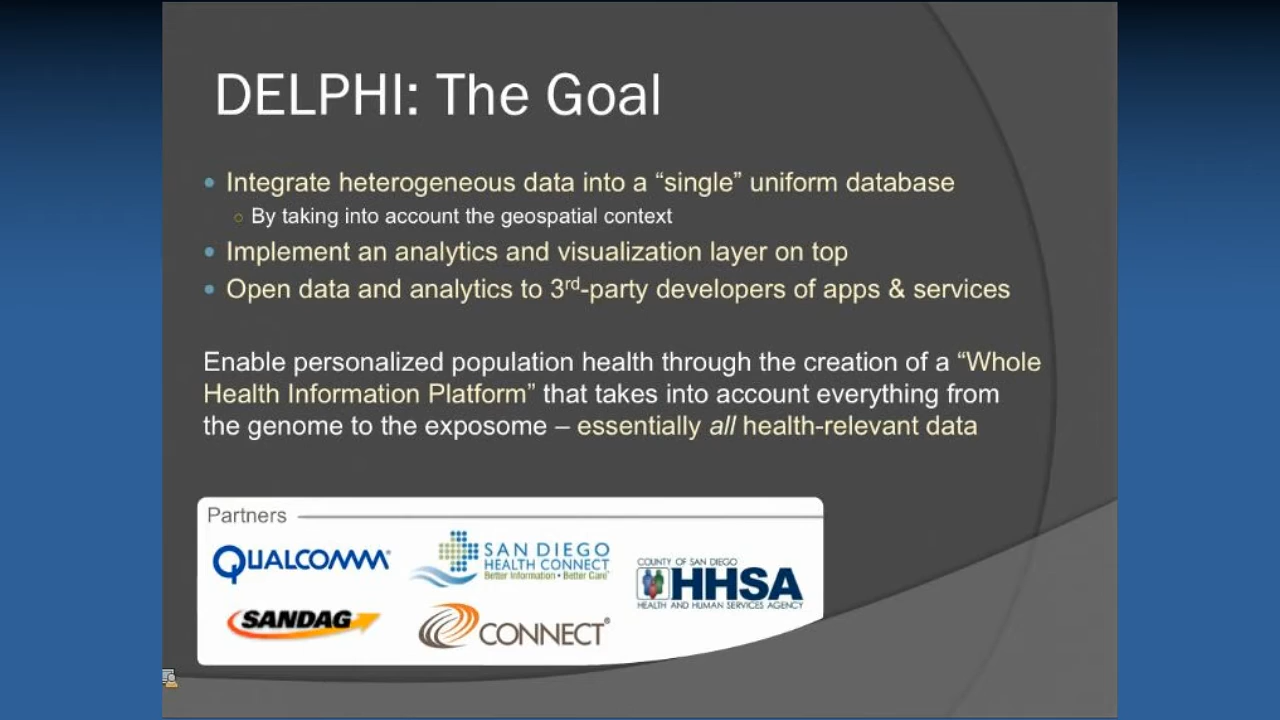 DELPHI: The Goal
• Integrate heterogeneous data into a “single” uniform database
○ By taking into account the geospatial context
• Implement an analytics and visualization layer on top
• Open data and analytics to 3rd-party developers of apps & services
Enable personalized population health through the creation of a “Whole
Health Information Platform” that takes into account everything from
the genome to the exposome – essentially all health-relevant data
Partners
QUALCOMM®
SAN DIEGO
HEALTH CONNECT
Better Information • Better Care™
COUNTY OF SAN DIEGO
HHSA
HEALTH AND HUMAN SERVICES AGENCY
SANDAG
CONNECT®